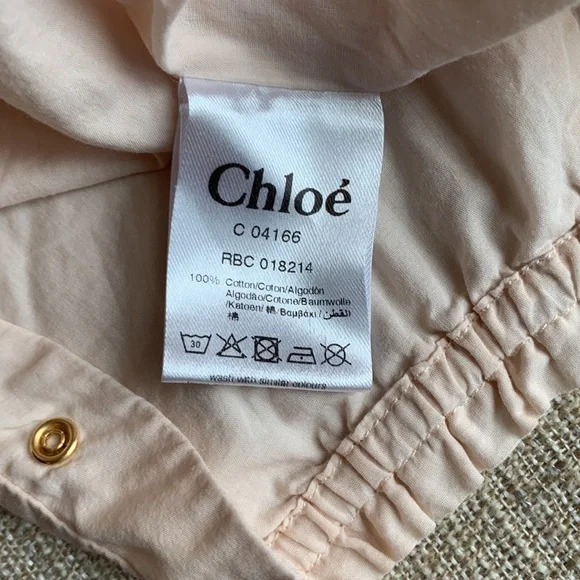 Chloé
C 04166
RBC 018214
100% Cotton/Coton/Algodón
Algodão/Cotone/Baumwolle
/Katoen/ 棉/ Βαμβάκι / القطن/
棉
30
wash with similar colours